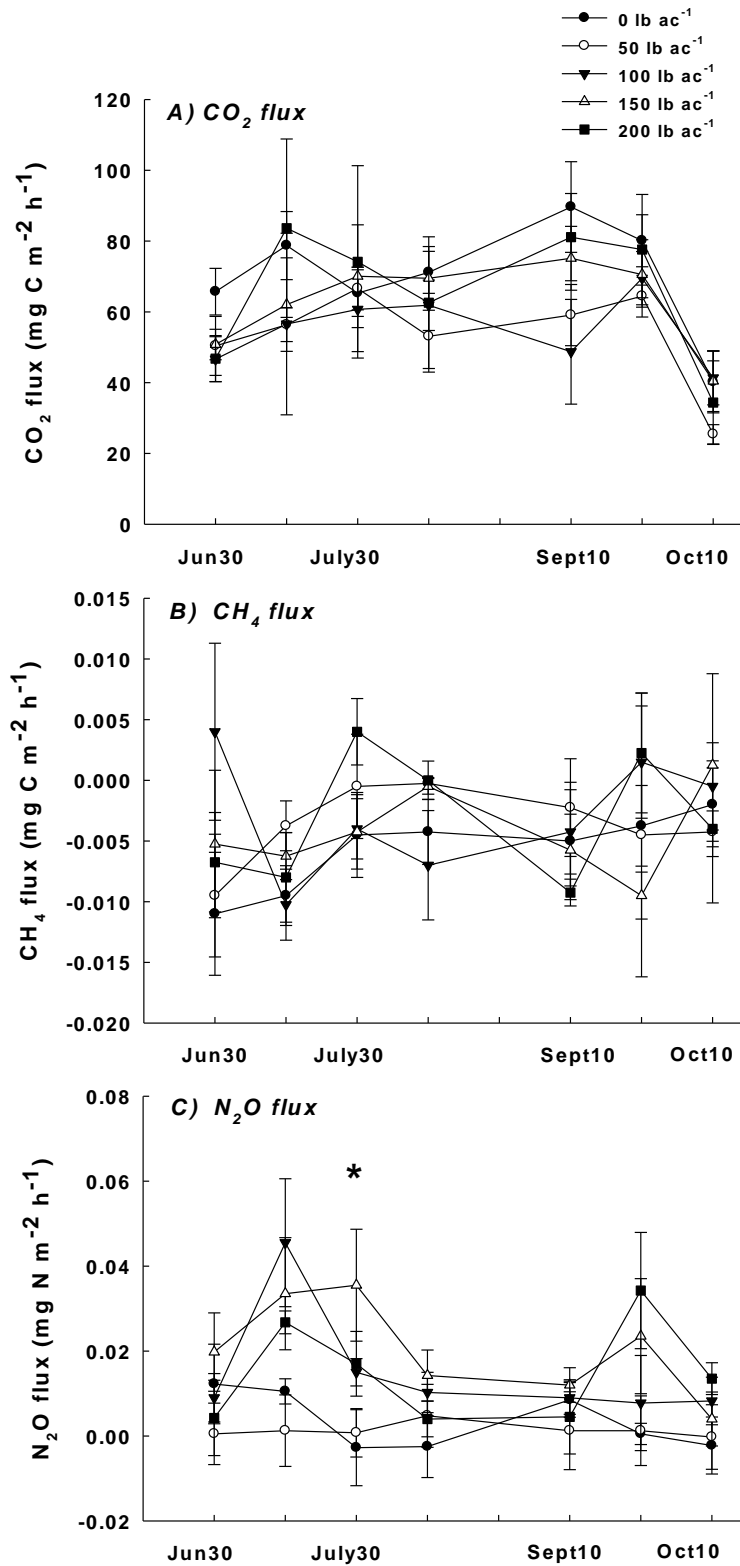 0 lb ac⁻¹
50 lb ac⁻¹
100 lb ac⁻¹
150 lb ac⁻¹
200 lb ac⁻¹
A) CO₂ flux
CO₂ flux (mg C m⁻² h⁻¹)
120
100
80
60
40
20
0
Jun30 July30 Sept10 Oct10
B) CH₄ flux
CH₄ flux (mg C m⁻² h⁻¹)
0.015
0.010
0.005
0.000
-0.005
-0.010
-0.015
-0.020
Jun30 July30 Sept10 Oct10
C) N₂O flux
N₂O flux (mg N m⁻² h⁻¹)
0.08
0.06
0.04
0.02
0.00
-0.02
*
Jun30 July30 Sept10 Oct10